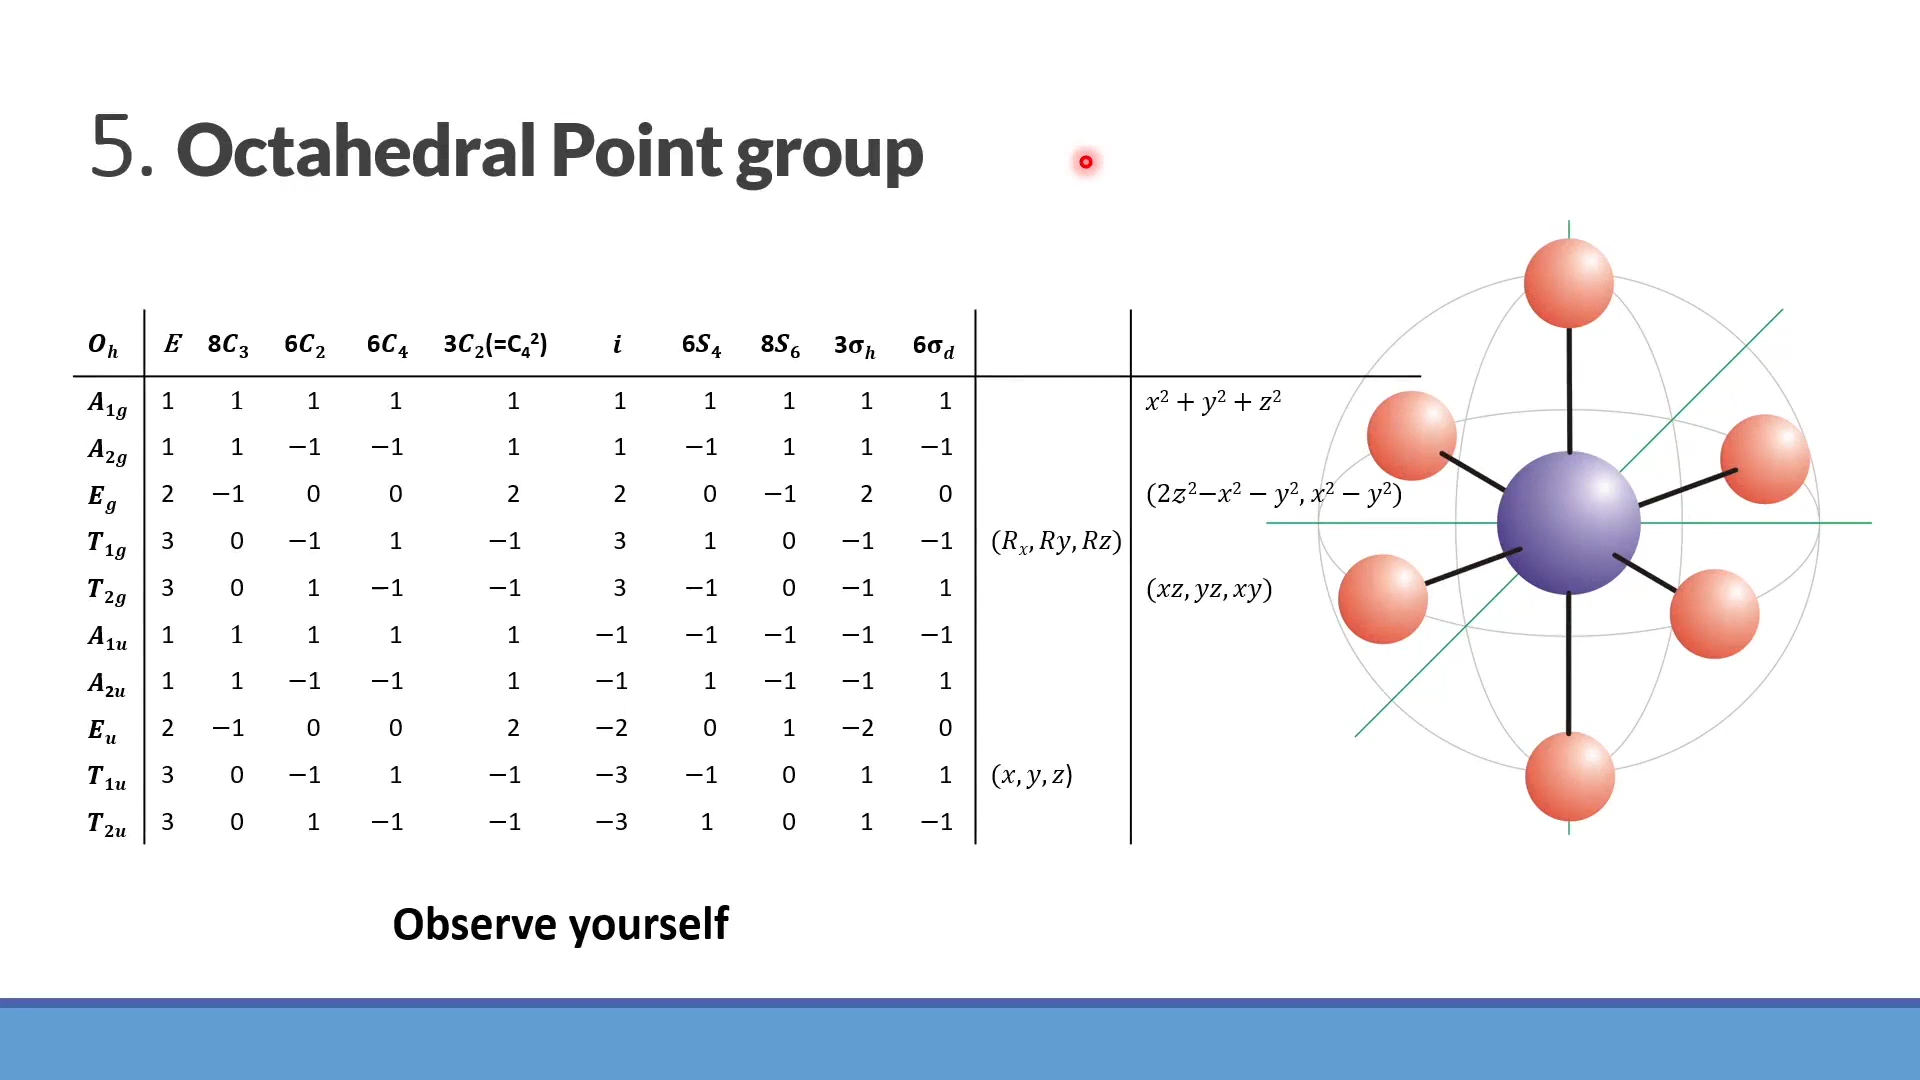 5. Octahedral Point group
Oₕ E 8C₃ 6C₂ 6C₄ 3C₂(=C₄²) i 6S₄ 8S₆ 3σₕ 6σ_d
A₁g 1 1 1 1 1 1 1 1 1 1 x² + y² + z²
A₂g 1 1 −1 −1 1 1 −1 1 1 −1
E_g 2 −1 0 0 2 2 0 −1 2 0 (2z²−x² − y², x² − y²)
T₁g 3 0 −1 1 −1 3 1 0 −1 −1 (Rₓ, Ry, Rz)
T₂g 3 0 1 −1 −1 3 −1 0 −1 1 (xz, yz, xy)
A₁u 1 1 1 1 1 −1 −1 −1 −1 −1
A₂u 1 1 −1 −1 1 −1 1 −1 −1 1
E_u 2 −1 0 0 2 −2 0 1 −2 0
T₁u 3 0 −1 1 −1 −3 −1 0 1 1 (x, y, z)
T₂u 3 0 1 −1 −1 −3 1 0 1 −1
Observe yourself